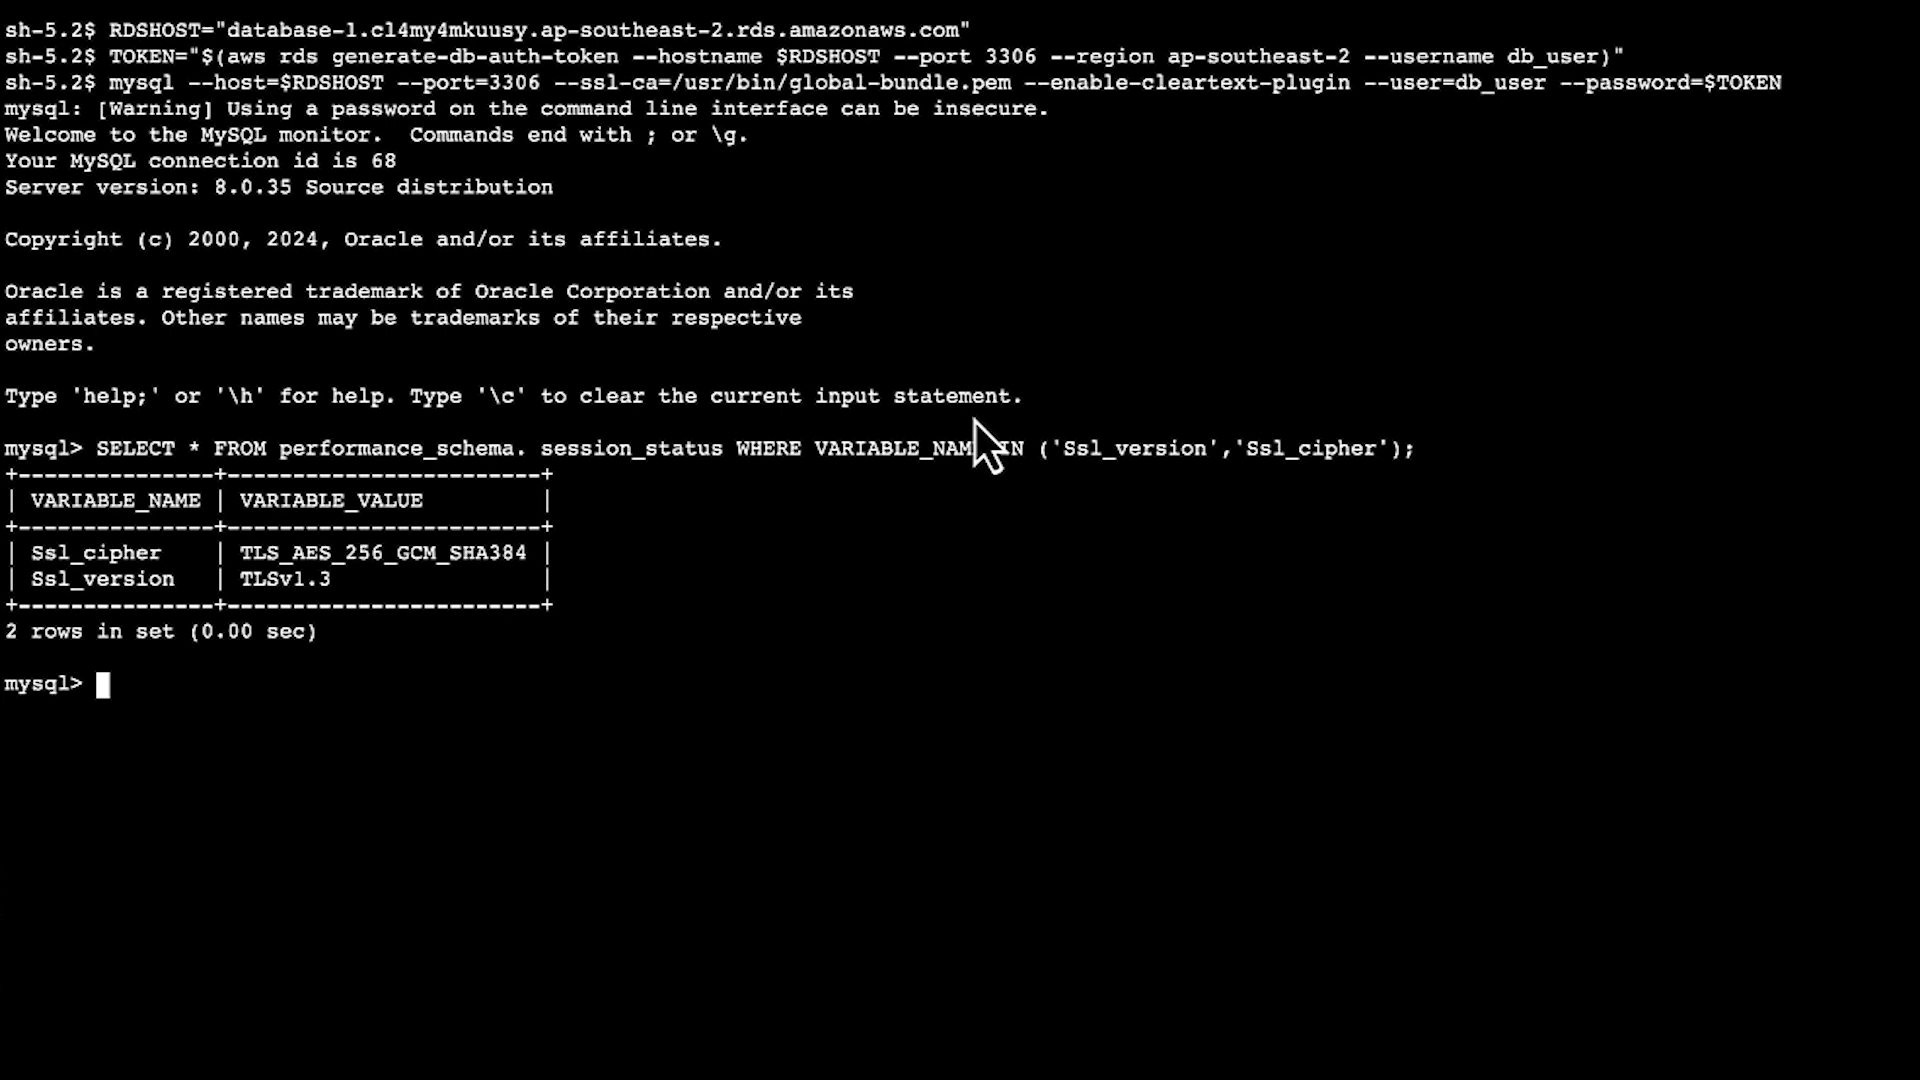 sh-5.2$ RDSHOST="database-1.cl4my4mkuusy.ap-southeast-2.rds.amazonaws.com"
sh-5.2$ TOKEN="$(aws rds generate-db-auth-token --hostname $RDSHOST --port 3306 --region ap-southeast-2 --username db_user)"
sh-5.2$ mysql --host=$RDSHOST --port=3306 --ssl-ca=/usr/bin/global-bundle.pem --enable-cleartext-plugin --user=db_user --password=$TOKEN
mysql: [Warning] Using a password on the command line interface can be insecure.
Welcome to the MySQL monitor.  Commands end with ; or \g.
Your MySQL connection id is 68
Server version: 8.0.35 Source distribution
Copyright (c) 2000, 2024, Oracle and/or its affiliates.
Oracle is a registered trademark of Oracle Corporation and/or its
affiliates. Other names may be trademarks of their respective
owners.
Type 'help;' or '\h' for help. Type '\c' to clear the current input statement.
mysql> SELECT * FROM performance_schema. session_status WHERE VARIABLE_NAME IN ('Ssl_version','Ssl_cipher');
+---------------+------------------------+
| VARIABLE_NAME | VARIABLE_VALUE         |
+---------------+------------------------+
| Ssl_cipher    | TLS_AES_256_GCM_SHA384 |
| Ssl_version   | TLSv1.3                |
+---------------+------------------------+
2 rows in set (0.00 sec)
mysql>